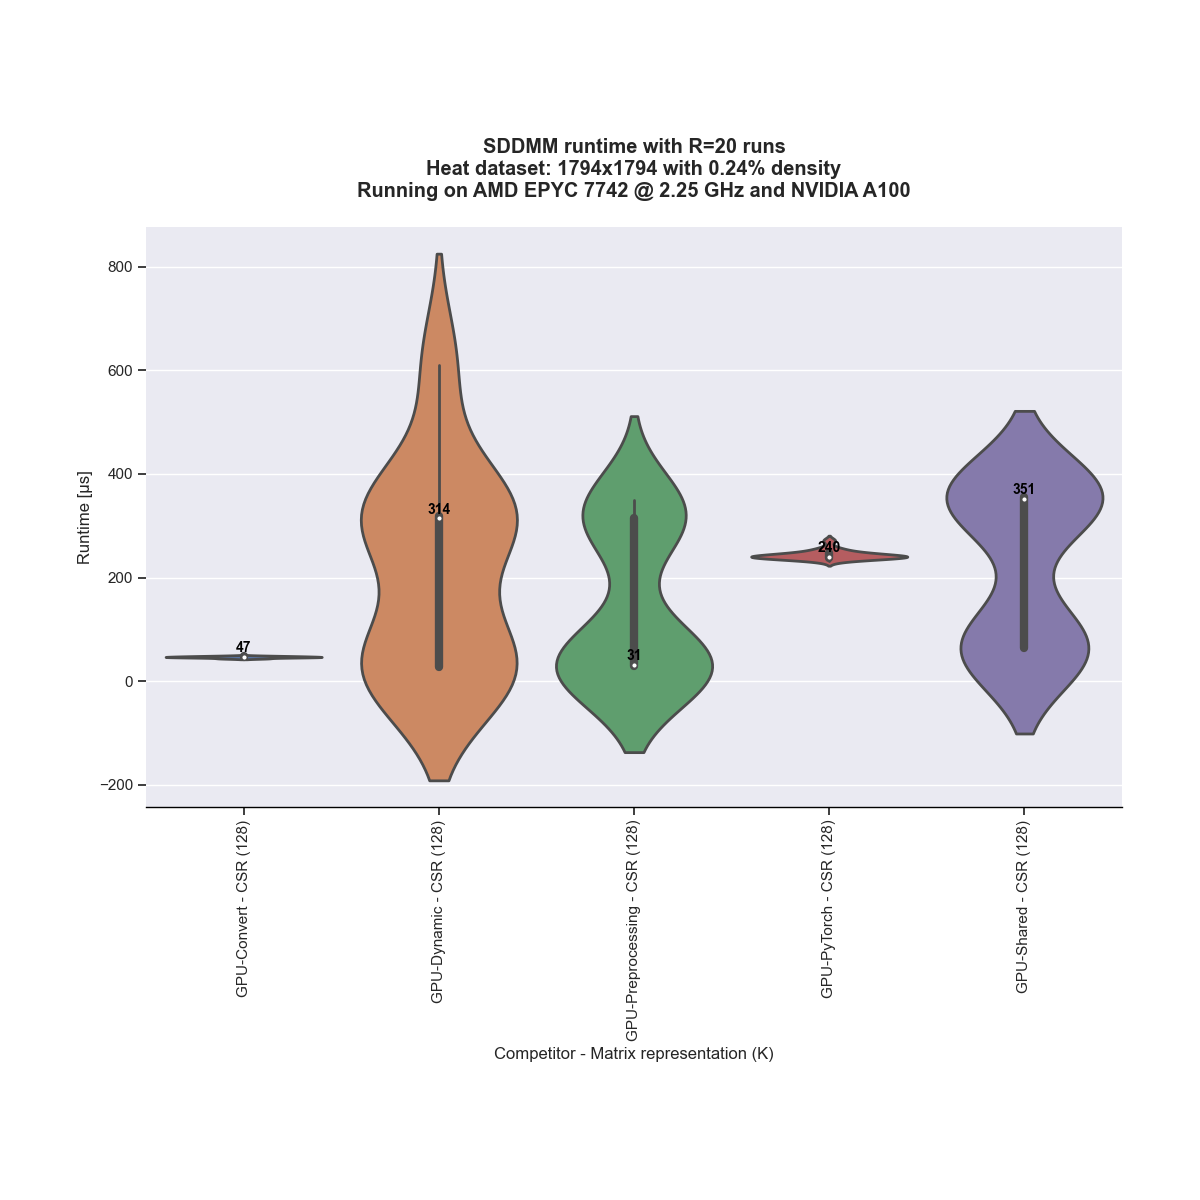 SDDMM runtime with R=20 runs
Heat dataset: 1794x1794 with 0.24% density
Running on AMD EPYC 7742 @ 2.25 GHz and NVIDIA A100
Runtime [μs]
800
600
400
200
0
−200
47
314
31
240
351
GPU-Convert - CSR (128)
GPU-Dynamic - CSR (128)
GPU-Preprocessing - CSR (128)
GPU-PyTorch - CSR (128)
GPU-Shared - CSR (128)
Competitor - Matrix representation (K)